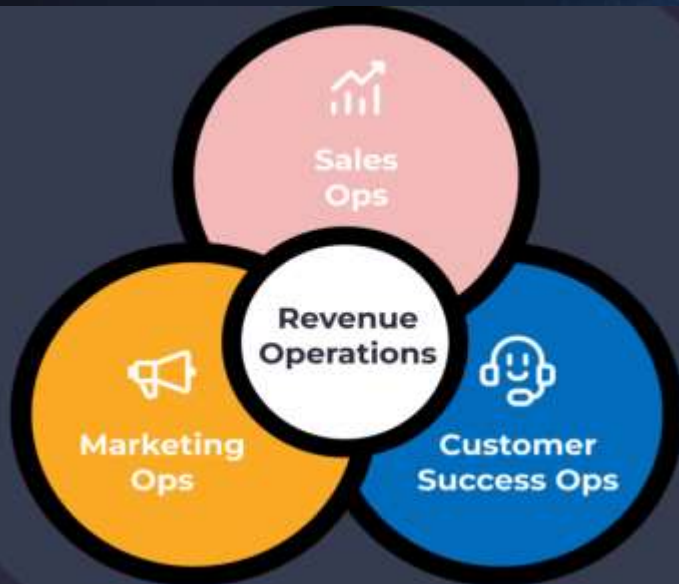 Sales
Ops
Revenue
Operations
Marketing
Ops
Customer
Success Ops